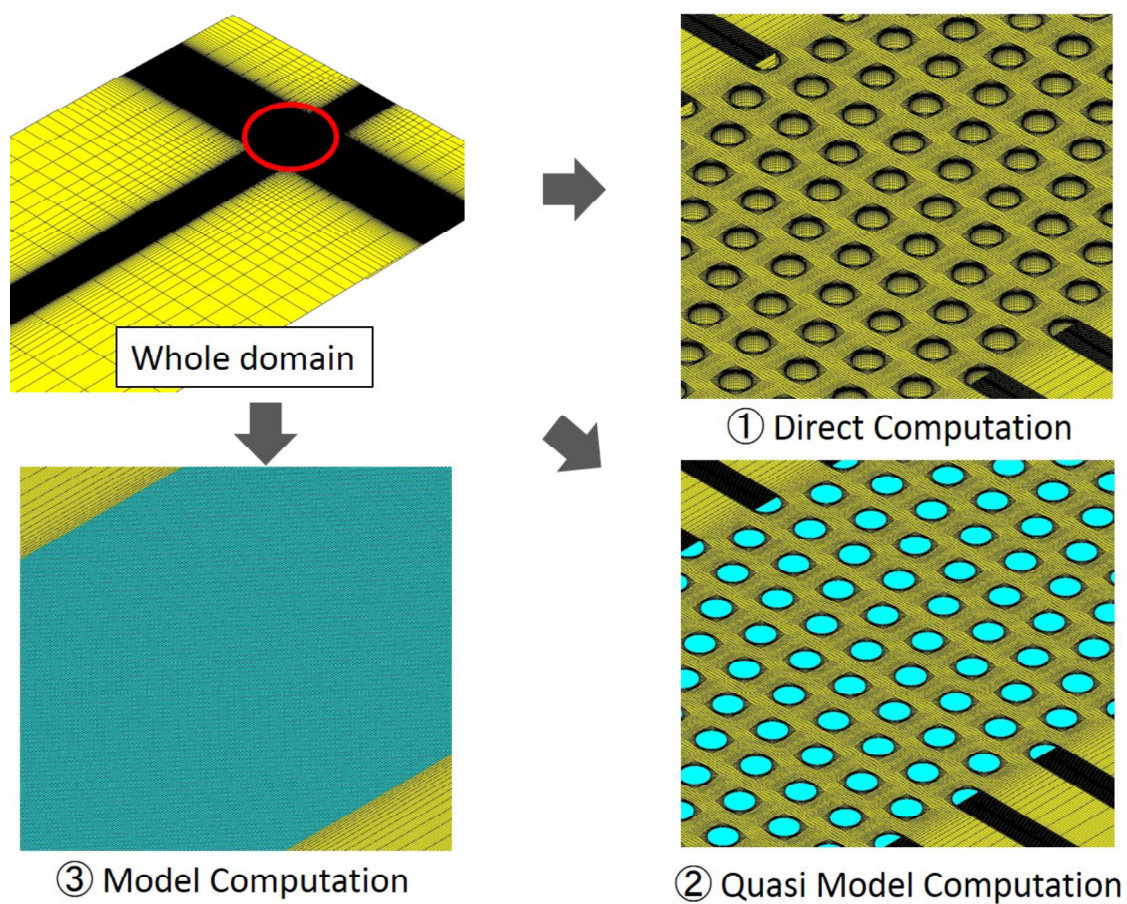 Whole domain
① Direct Computation
③ Model Computation
② Quasi Model Computation